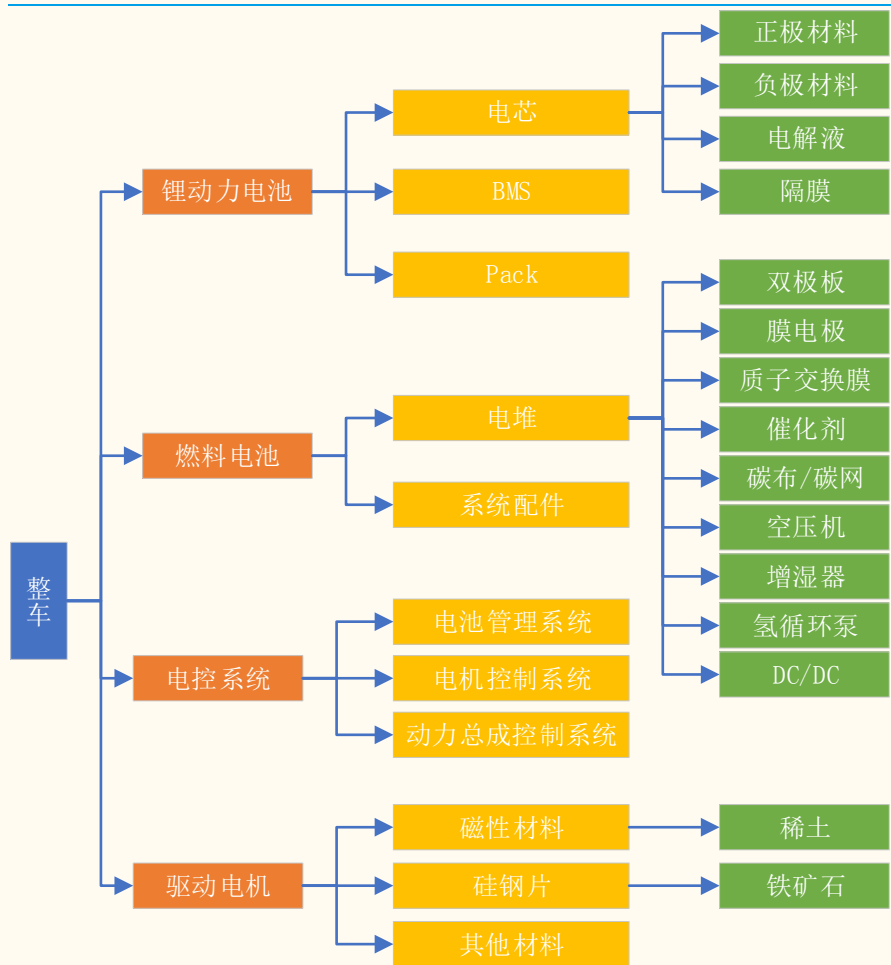 整车
锂动力电池
电芯
正极材料
负极材料
电解液
隔膜
BMS
Pack
燃料电池
电堆
双极板
膜电极
质子交换膜
催化剂
碳布/碳网
空压机
增湿器
氢循环泵
DC/DC
系统配件
电控系统
电池管理系统
电机控制系统
动力总成控制系统
驱动电机
磁性材料
稀土
硅钢片
铁矿石
其他材料